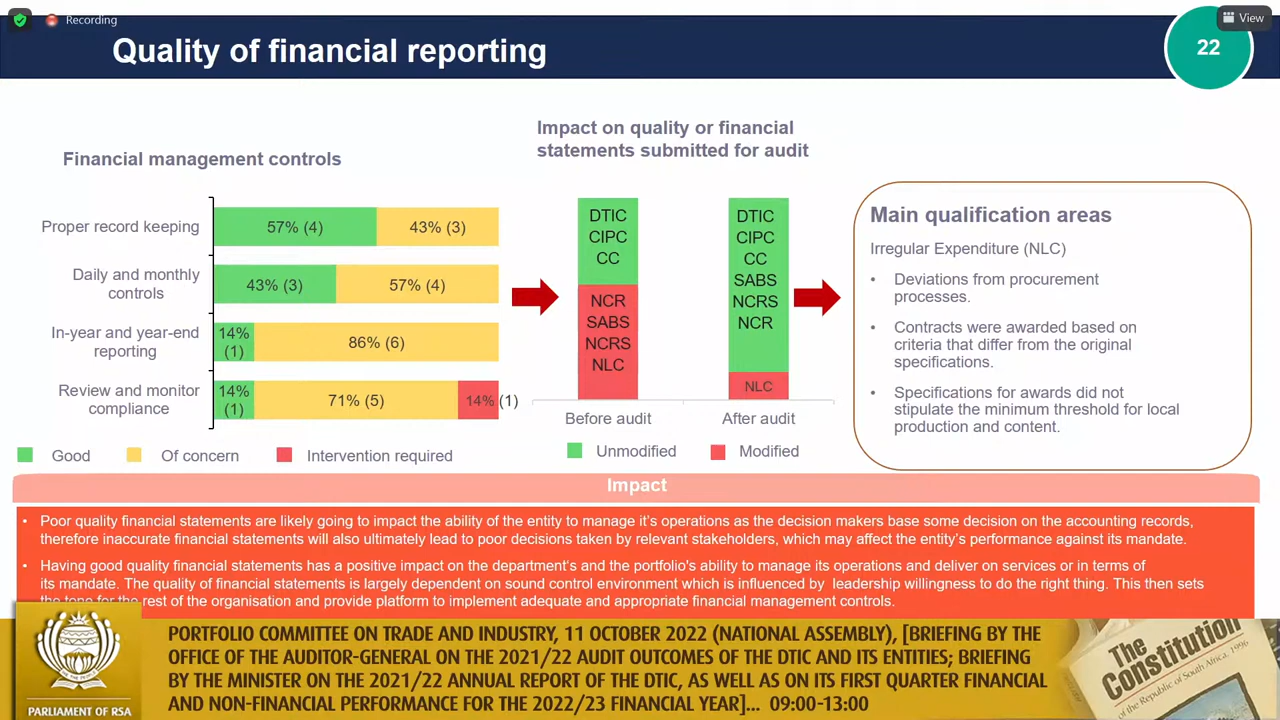 Recording
View
Quality of financial reporting
22
Financial management controls
Impact on quality or financial
statements submitted for audit
Proper record keeping
57% (4)
43% (3)
Daily and monthly
controls
43% (3)
57% (4)
In-year and year-end
reporting
14%
(1)
86% (6)
Review and monitor
compliance
14%
(1)
71% (5)
14% (1)
Good
Of concern
Intervention required
DTIC
CIPC
CC
NCR
SABS
NCRS
NLC
Before audit
DTIC
CIPC
CC
SABS
NCRS
NCR
NLC
After audit
Unmodified
Modified
Main qualification areas
Irregular Expenditure (NLC)
• Deviations from procurement
processes.
• Contracts were awarded based on
criteria that differ from the original
specifications.
• Specifications for awards did not
stipulate the minimum threshold for local
production and content.
Impact
• Poor quality financial statements are likely going to impact the ability of the entity to manage it's operations as the decision makers base some decision on the accounting records,
therefore inaccurate financial statements will also ultimately lead to poor decisions taken by relevant stakeholders, which may affect the entity's performance against its mandate.
• Having good quality financial statements has a positive impact on the department's and the portfolio's ability to manage its operations and deliver on services or in terms of
its mandate. The quality of financial statements is largely dependent on sound control environment which is influenced by leadership willingness to do the right thing. This then sets
the tone for the rest of the organisation and provide platform to implement adequate and appropriate financial management controls.
PARLIAMENT OF RSA
PORTFOLIO COMMITTEE ON TRADE AND INDUSTRY, 11 OCTOBER 2022 (NATIONAL ASSEMBLY), [BRIEFING BY THE
OFFICE OF THE AUDITOR-GENERAL ON THE 2021/22 AUDIT OUTCOMES OF THE DTIC AND ITS ENTITIES; BRIEFING
BY THE MINISTER ON THE 2021/22 ANNUAL REPORT OF THE DTIC, AS WELL AS ON ITS FIRST QUARTER FINANCIAL
AND NON-FINANCIAL PERFORMANCE FOR THE 2022/23 FINANCIAL YEAR]... 09:00-13:00
The
Constitution
of the Republic of South Africa, 1996